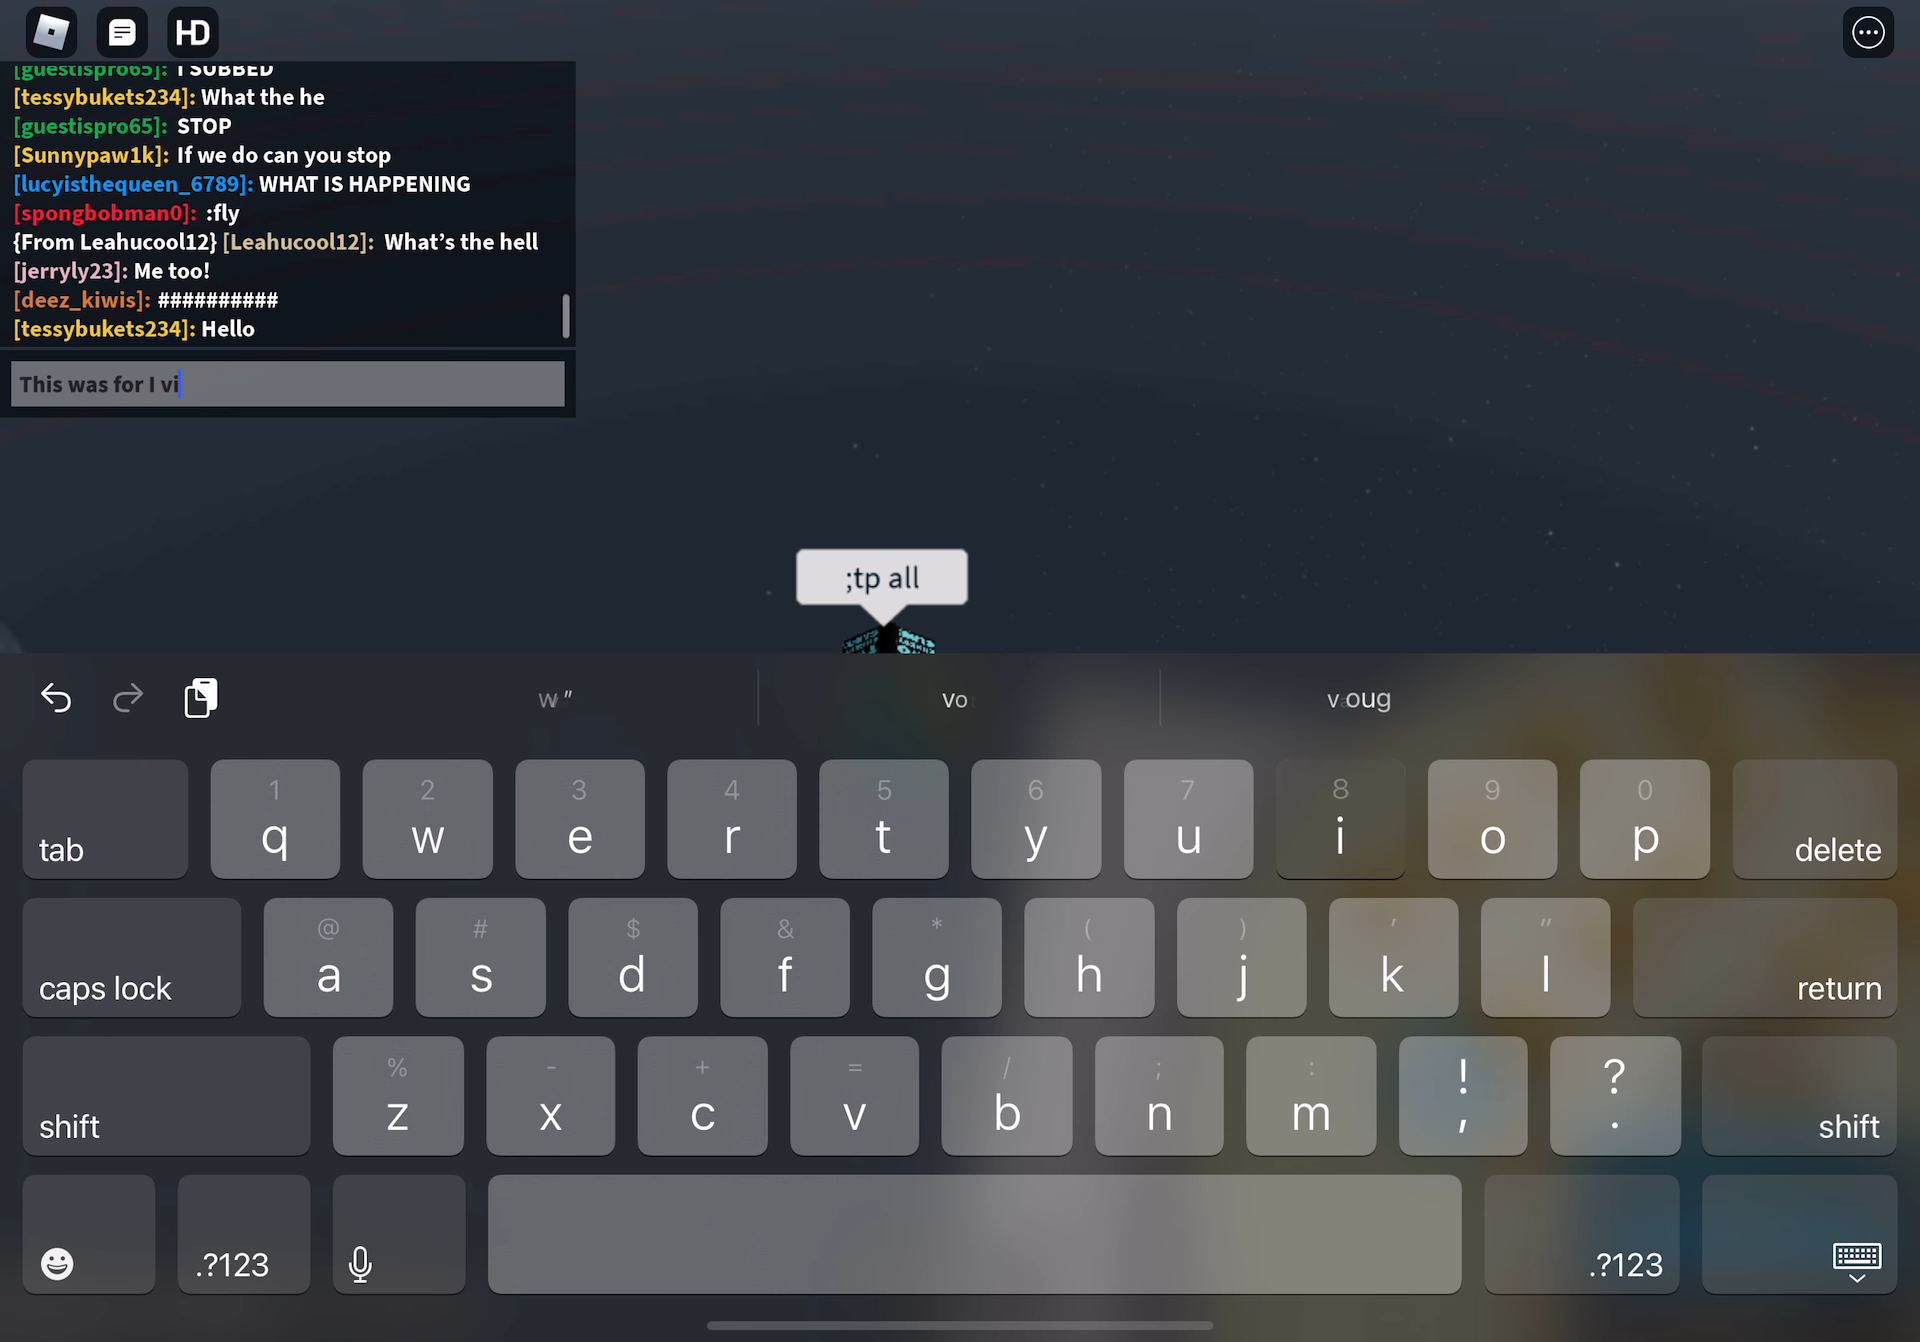 HD
[guestispro65]: I SUBBED
[tessybukets234]: What the he
[guestispro65]: STOP
[Sunnypaw1k]: If we do can you stop
[lucyisthequeen_6789]: WHAT IS HAPPENING
[spongbobman0]: :fly
{From Leahucool12} [Leahucool12]: What’s the hell
[jerryly23]: Me too!
[deez_kiwis]: ##########
[tessybukets234]: Hello
This was for I vi
;tp all
vo
1 2 3 4 5 6 7 8 9 0
tab q w e r t y u i o p delete
@ # $ & * ( ) ' "
caps lock a s d f g h j k l return
% - + = / ; : ! ?
shift z x c v b n m , . shift
.?123 .?123